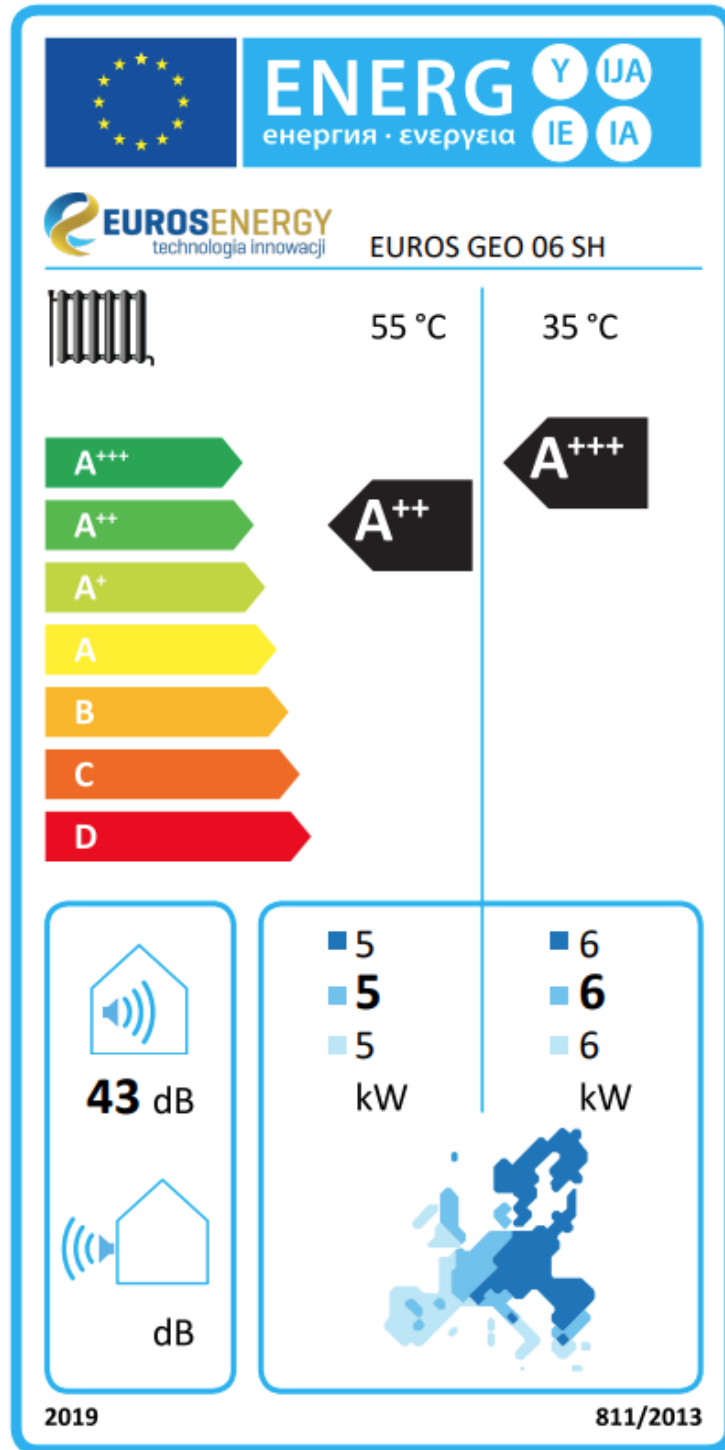 ENERG Y IJA
енергия · ενεργεια IE IA
EUROSENERGY
technologia innowacji
EUROS GEO 06 SH
55 °C 35 °C
A+++ A+++
A++ A++
A+
A
B
C
D
5 6
5 6
5 6
kW kW
43 dB
dB
2019 811/2013